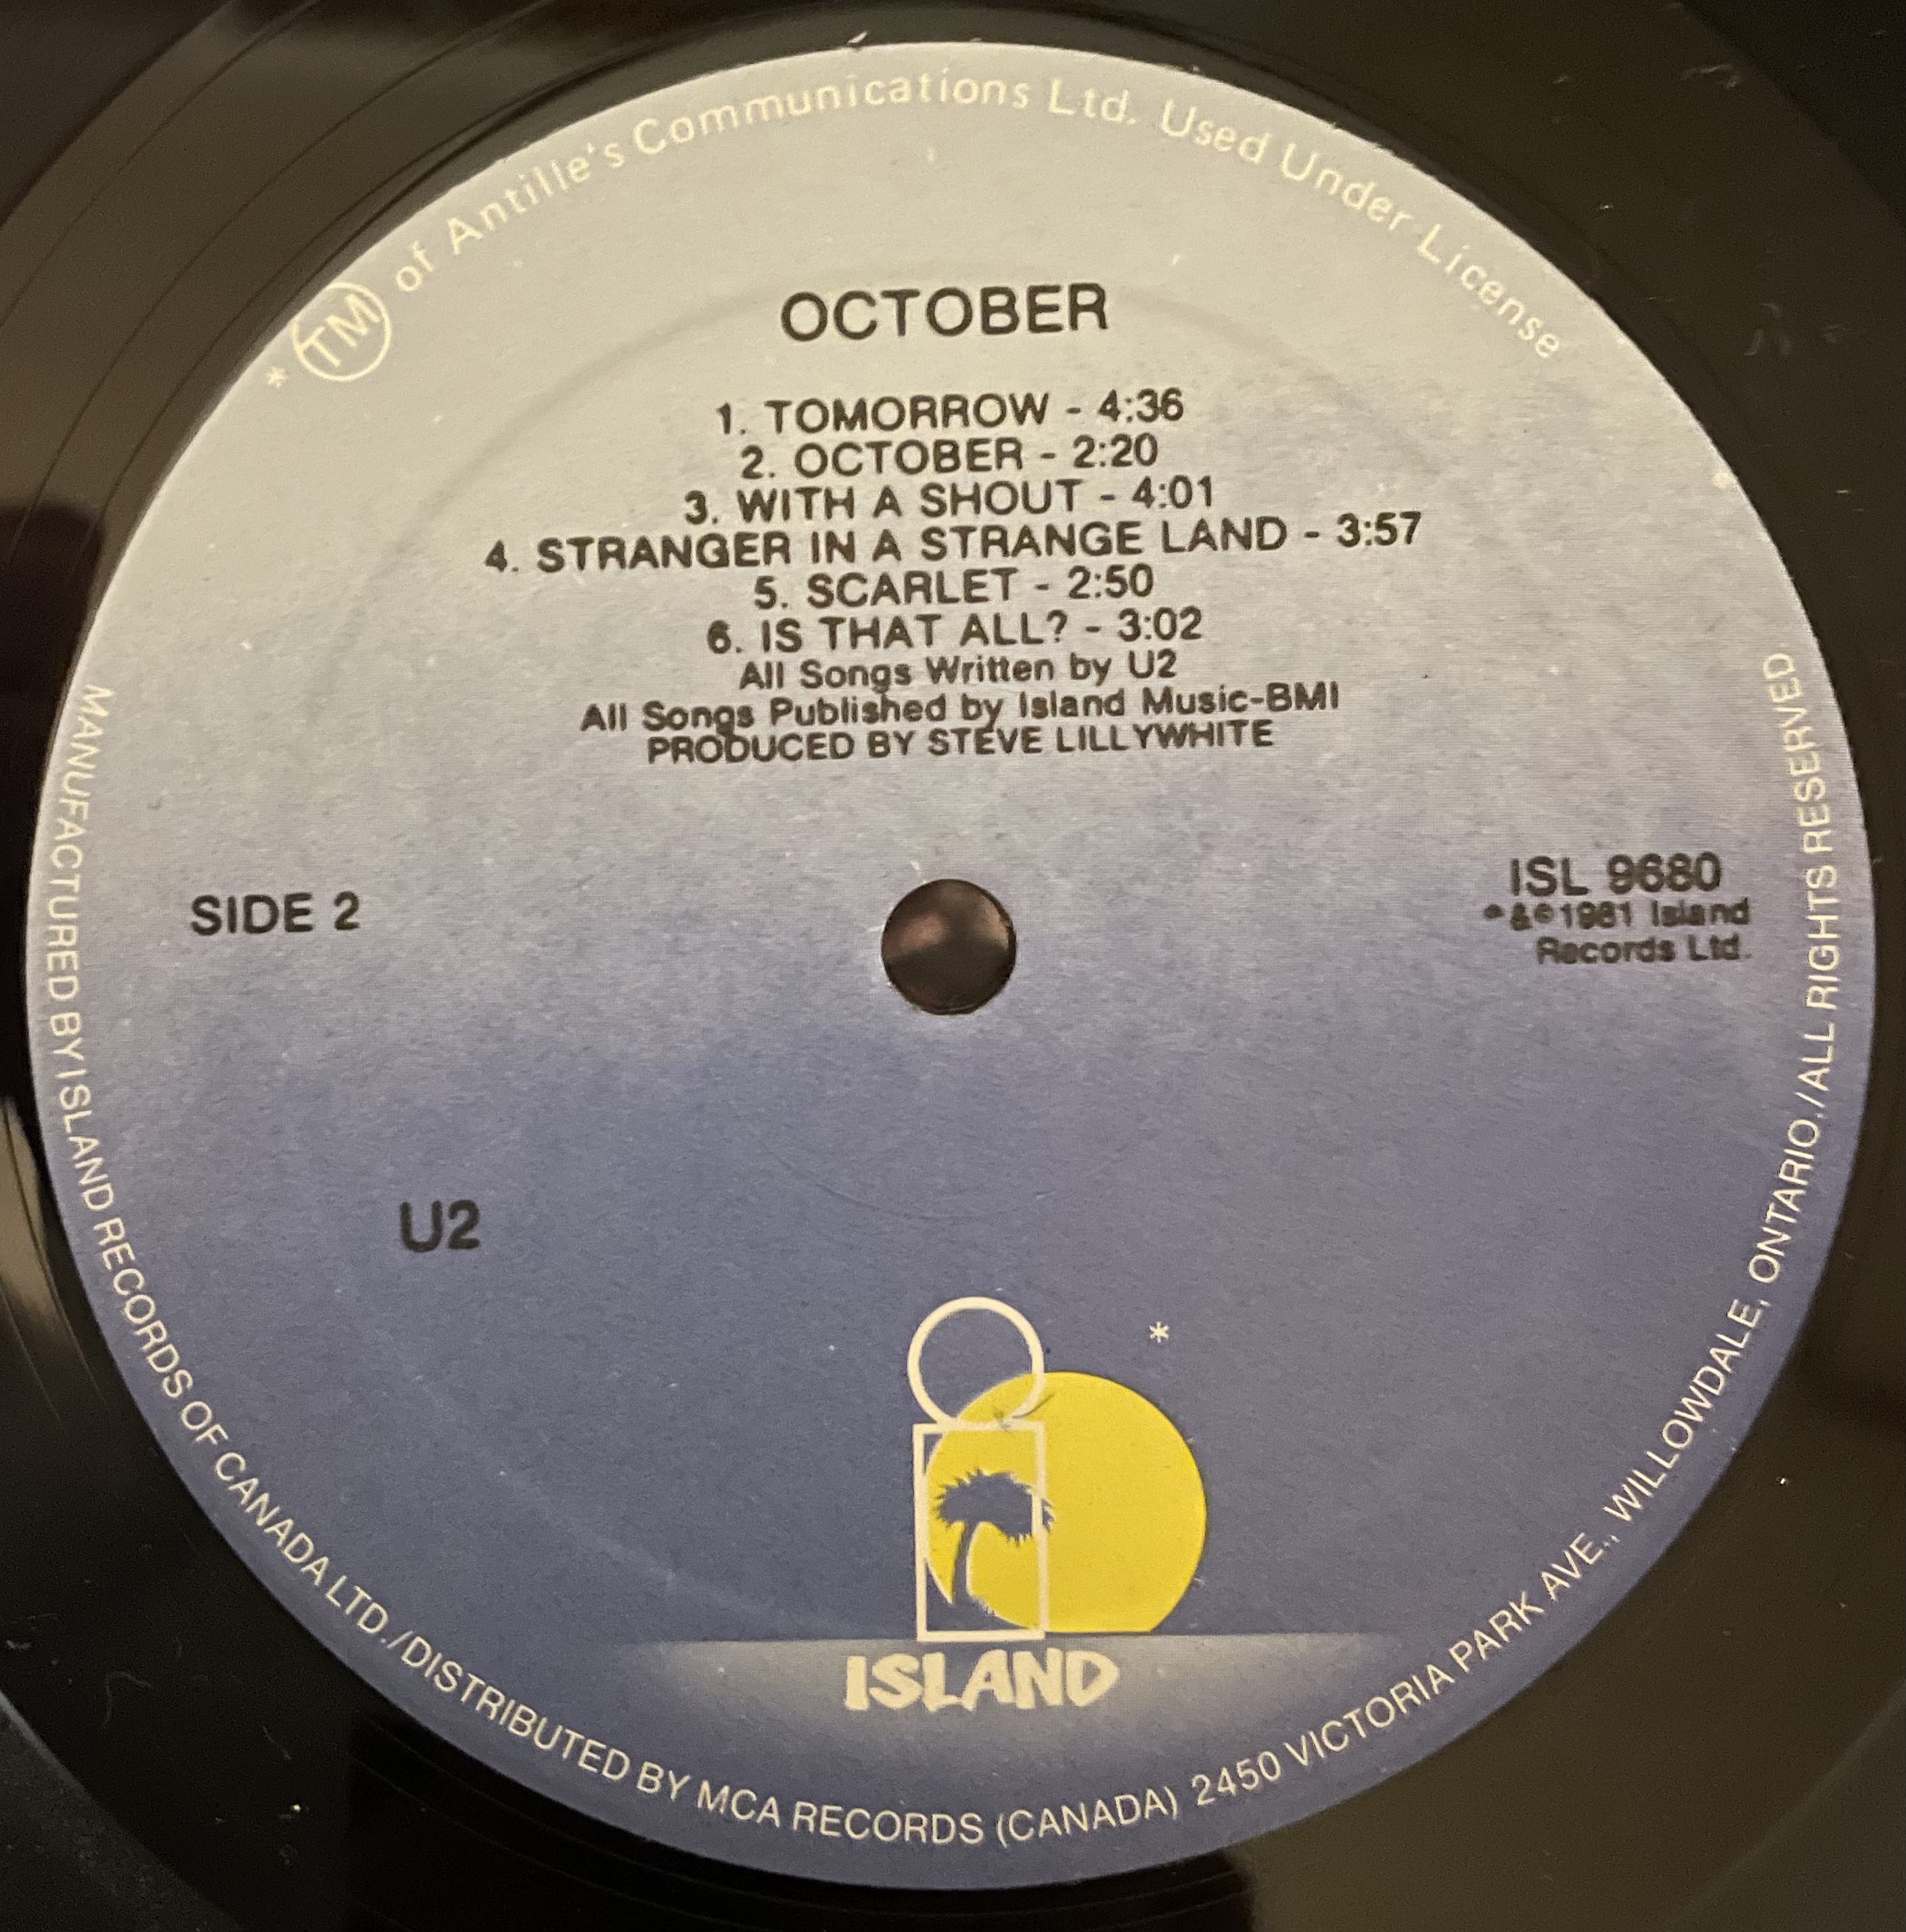 * TM of Antille's Communications Ltd. Used Under License
OCTOBER
1. TOMORROW - 4:36
2. OCTOBER - 2:20
3. WITH A SHOUT - 4:01
4. STRANGER IN A STRANGE LAND - 3:57
5. SCARLET - 2:50
6. IS THAT ALL? - 3:02
All Songs Written by U2
All Songs Published by Island Music-BMI
PRODUCED BY STEVE LILLYWHITE
SIDE 2
ISL 9680
&©1981 Island
Records Ltd.
U2
*
ISLAND
MANUFACTURED BY ISLAND RECORDS OF CANADA LTD./DISTRIBUTED BY MCA RECORDS (CANADA) 2450 VICTORIA PARK AVE., WILLOWDALE, ONTARIO./ALL RIGHTS RESERVED.